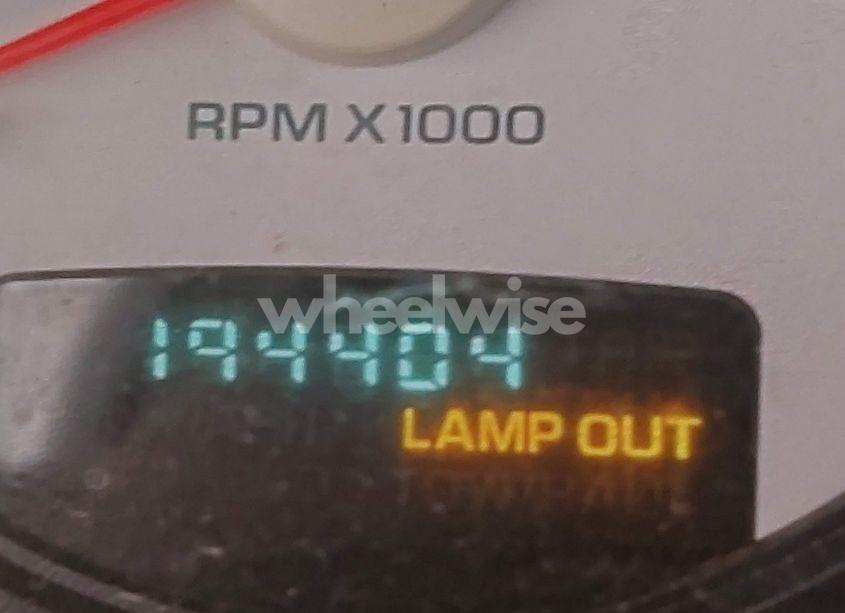 RPM X1000
wheelwise
194404
LAMP OUT